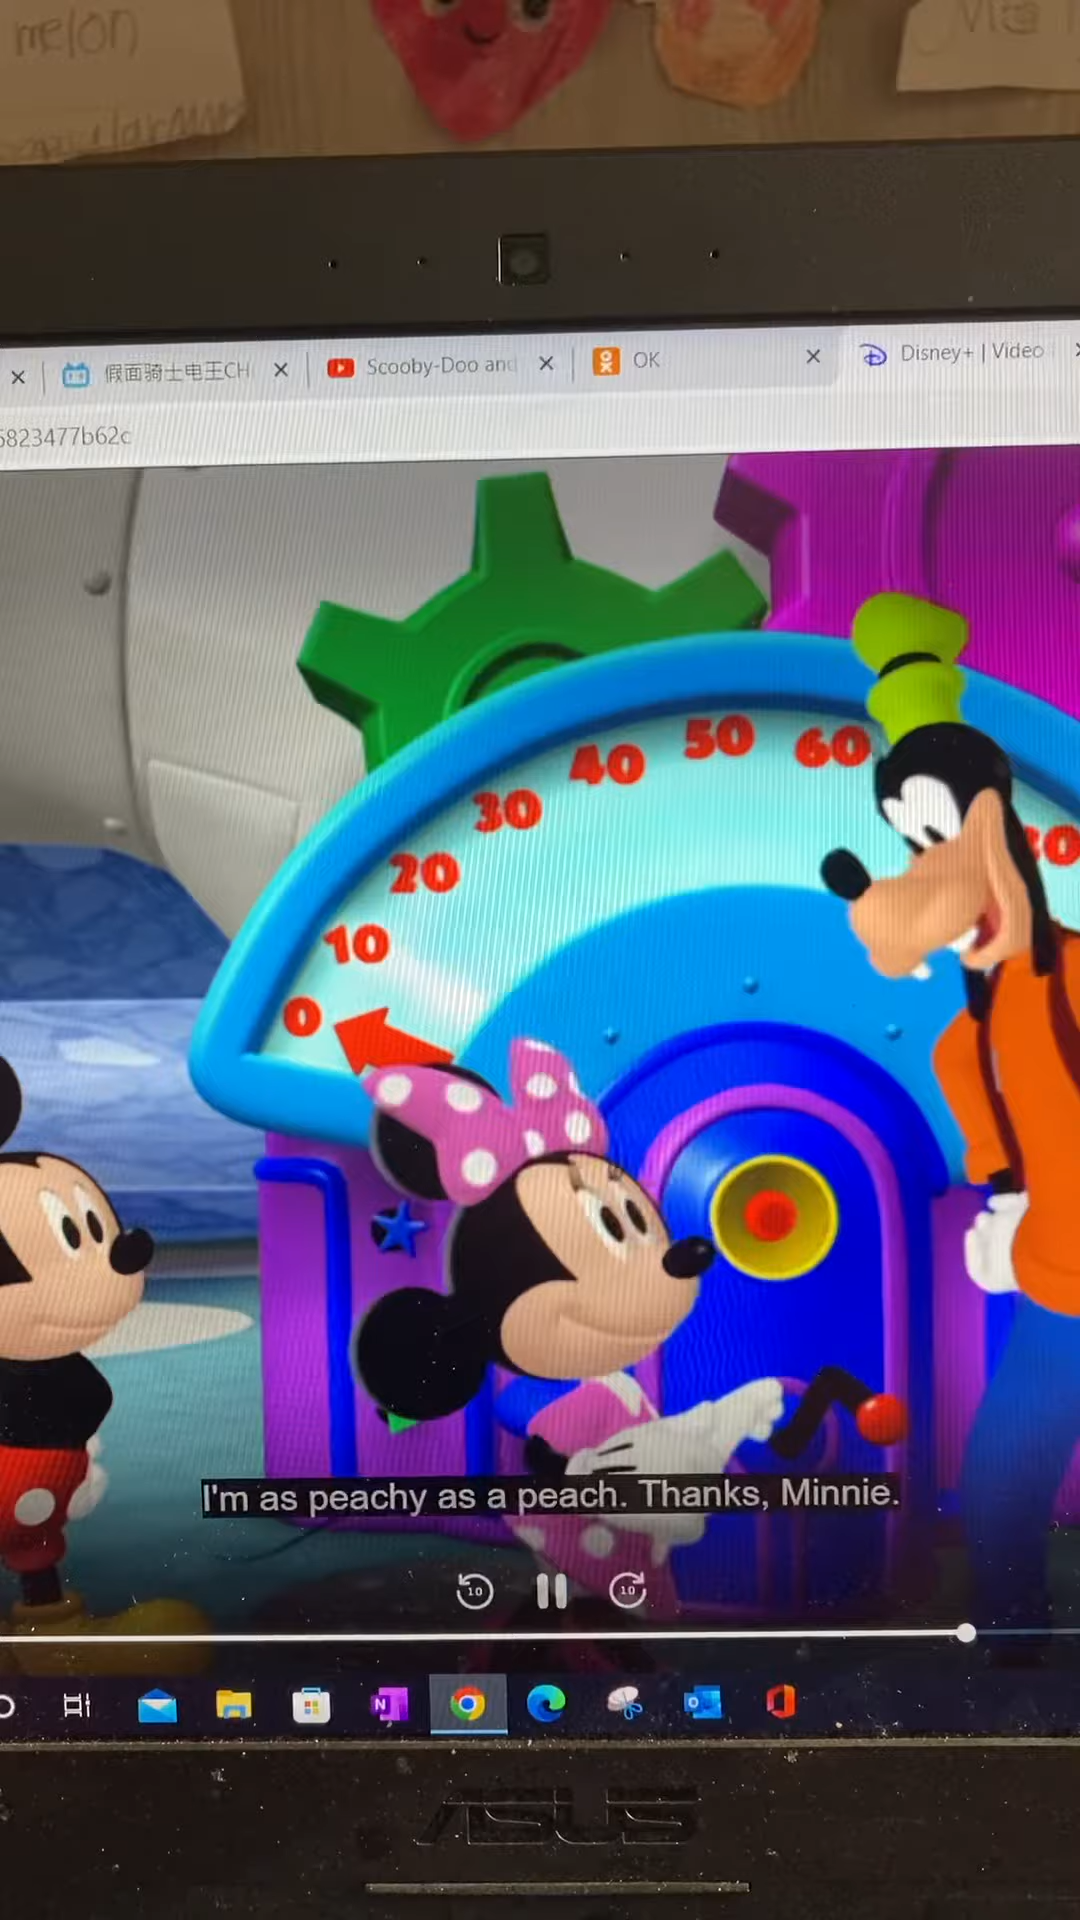 melon
假面骑士电王CH
Scooby-Doo and
OK
Disney+ | Video
5823477b62c
50
40
60
30
20
10
0
I'm as peachy as a peach. Thanks, Minnie.
10
10
N
ASUS